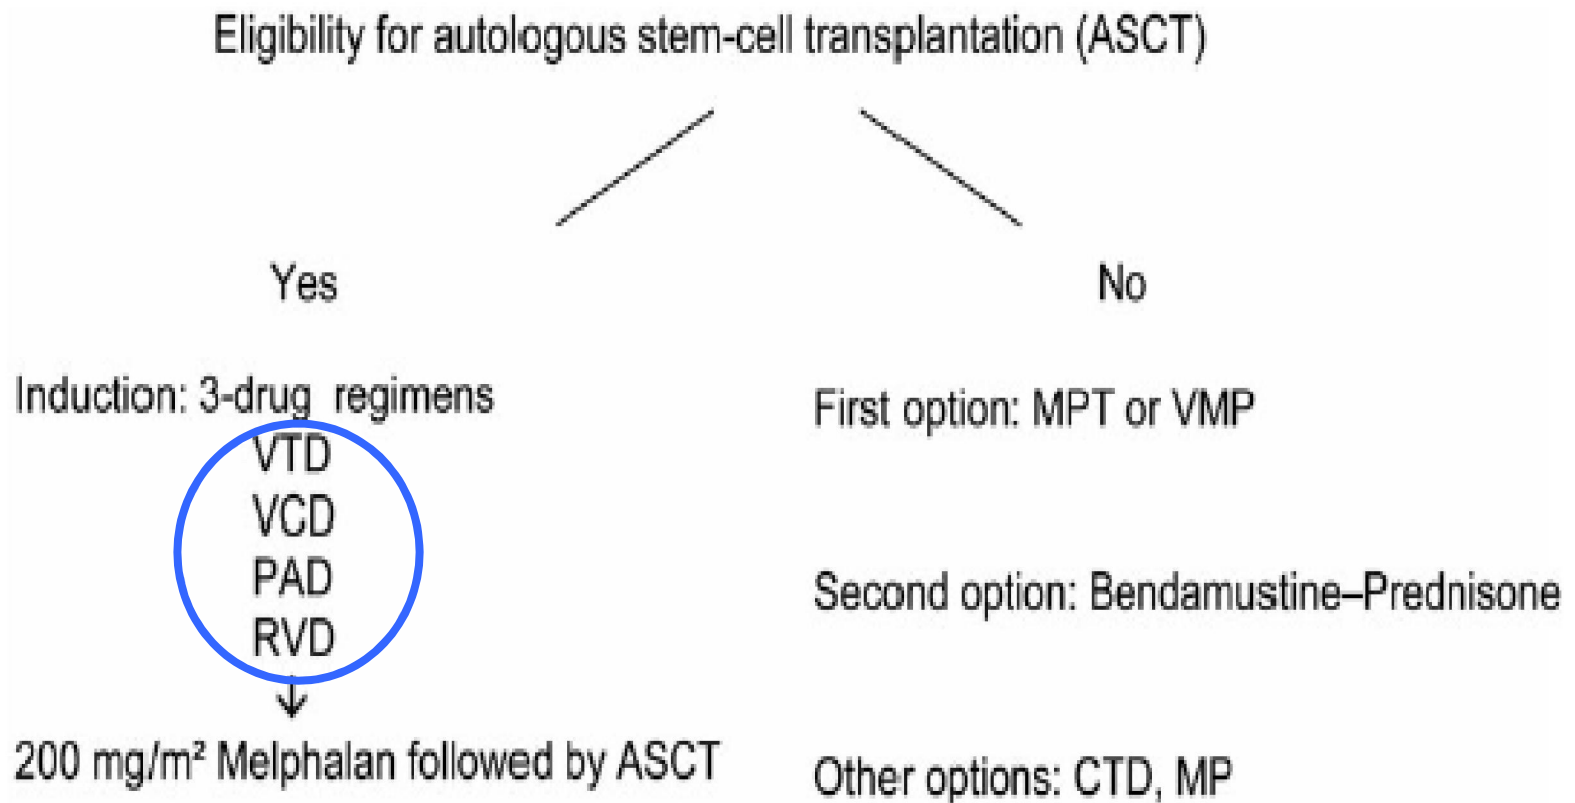 Eligibility for autologous stem-cell transplantation (ASCT)
Yes
Induction: 3-drug regimens
VTD
VCD
PAD
RVD
200 mg/m² Melphalan followed by ASCT
No
First option: MPT or VMP
Second option: Bendamustine–Prednisone
Other options: CTD, MP